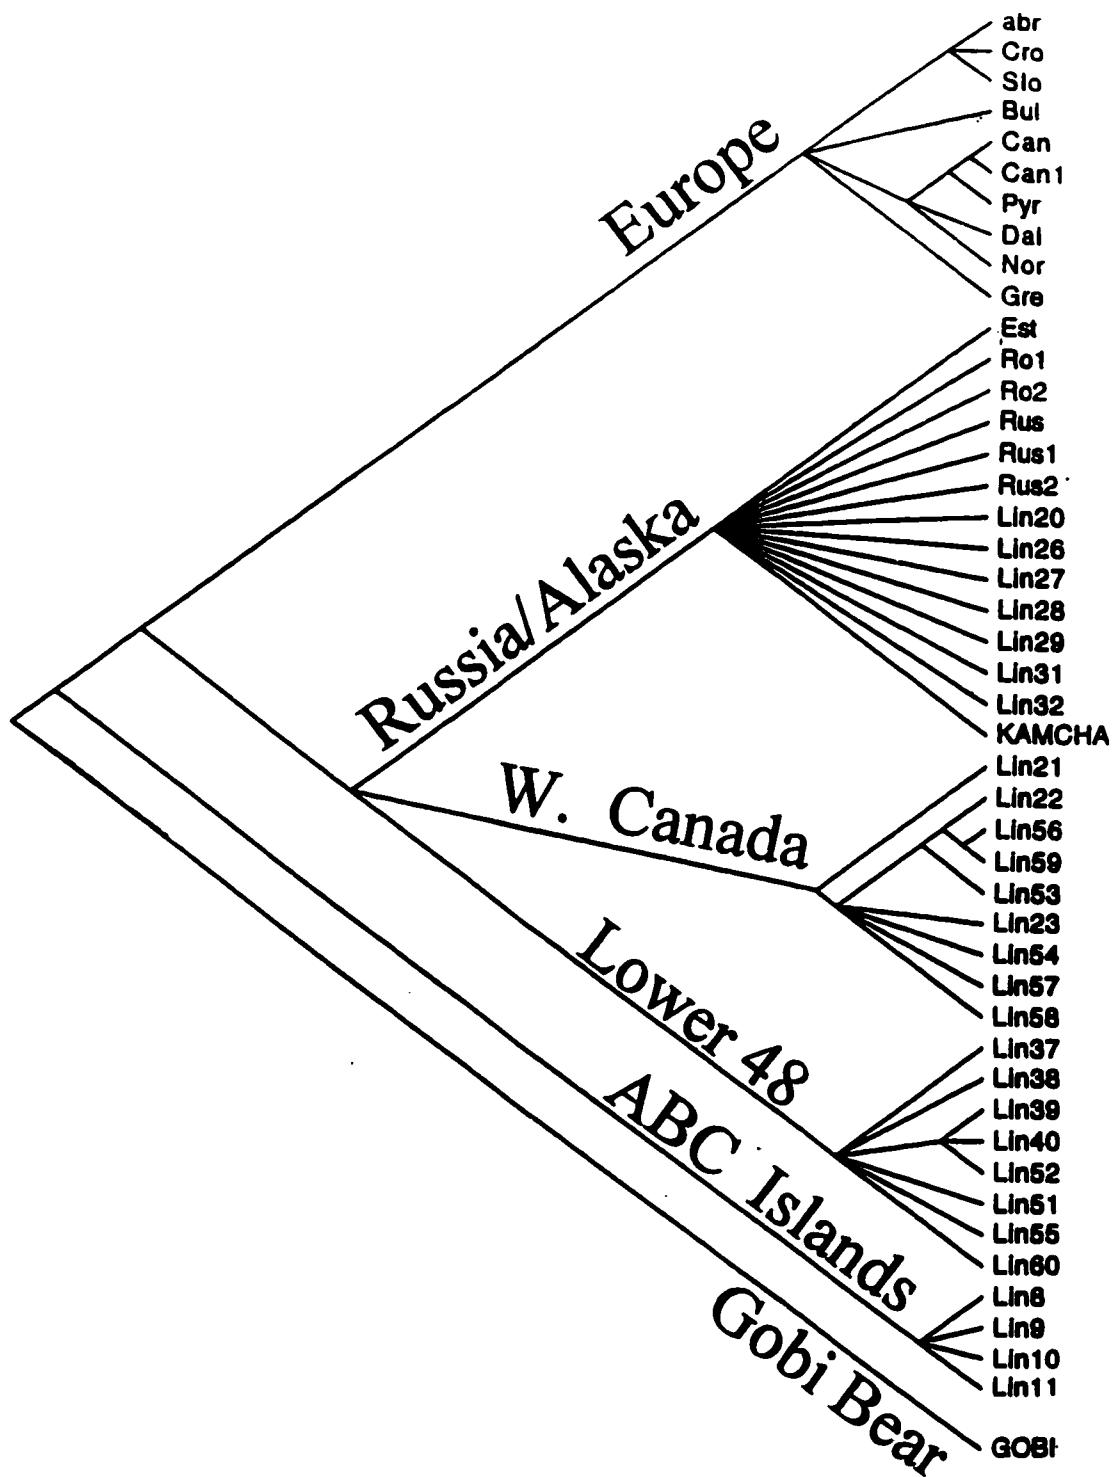 abr
Cro
Slo
Bul
Can
Can1
Pyr
Dal
Nor
Gre
Est
Ro1
Ro2
Rus
Rus1
Rus2
Lin20
Lin26
Lin27
Lin28
Lin29
Lin31
Lin32
KAMCHA
Lin21
Lin22
Lin56
Lin59
Lin53
Lin23
Lin54
Lin57
Lin58
Lin37
Lin38
Lin39
Lin40
Lin52
Lin51
Lin55
Lin60
Lin8
Lin9
Lin10
Lin11
GOBI
Europe
Russia/Alaska
W. Canada
Lower 48
ABC Islands
Gobi Bear